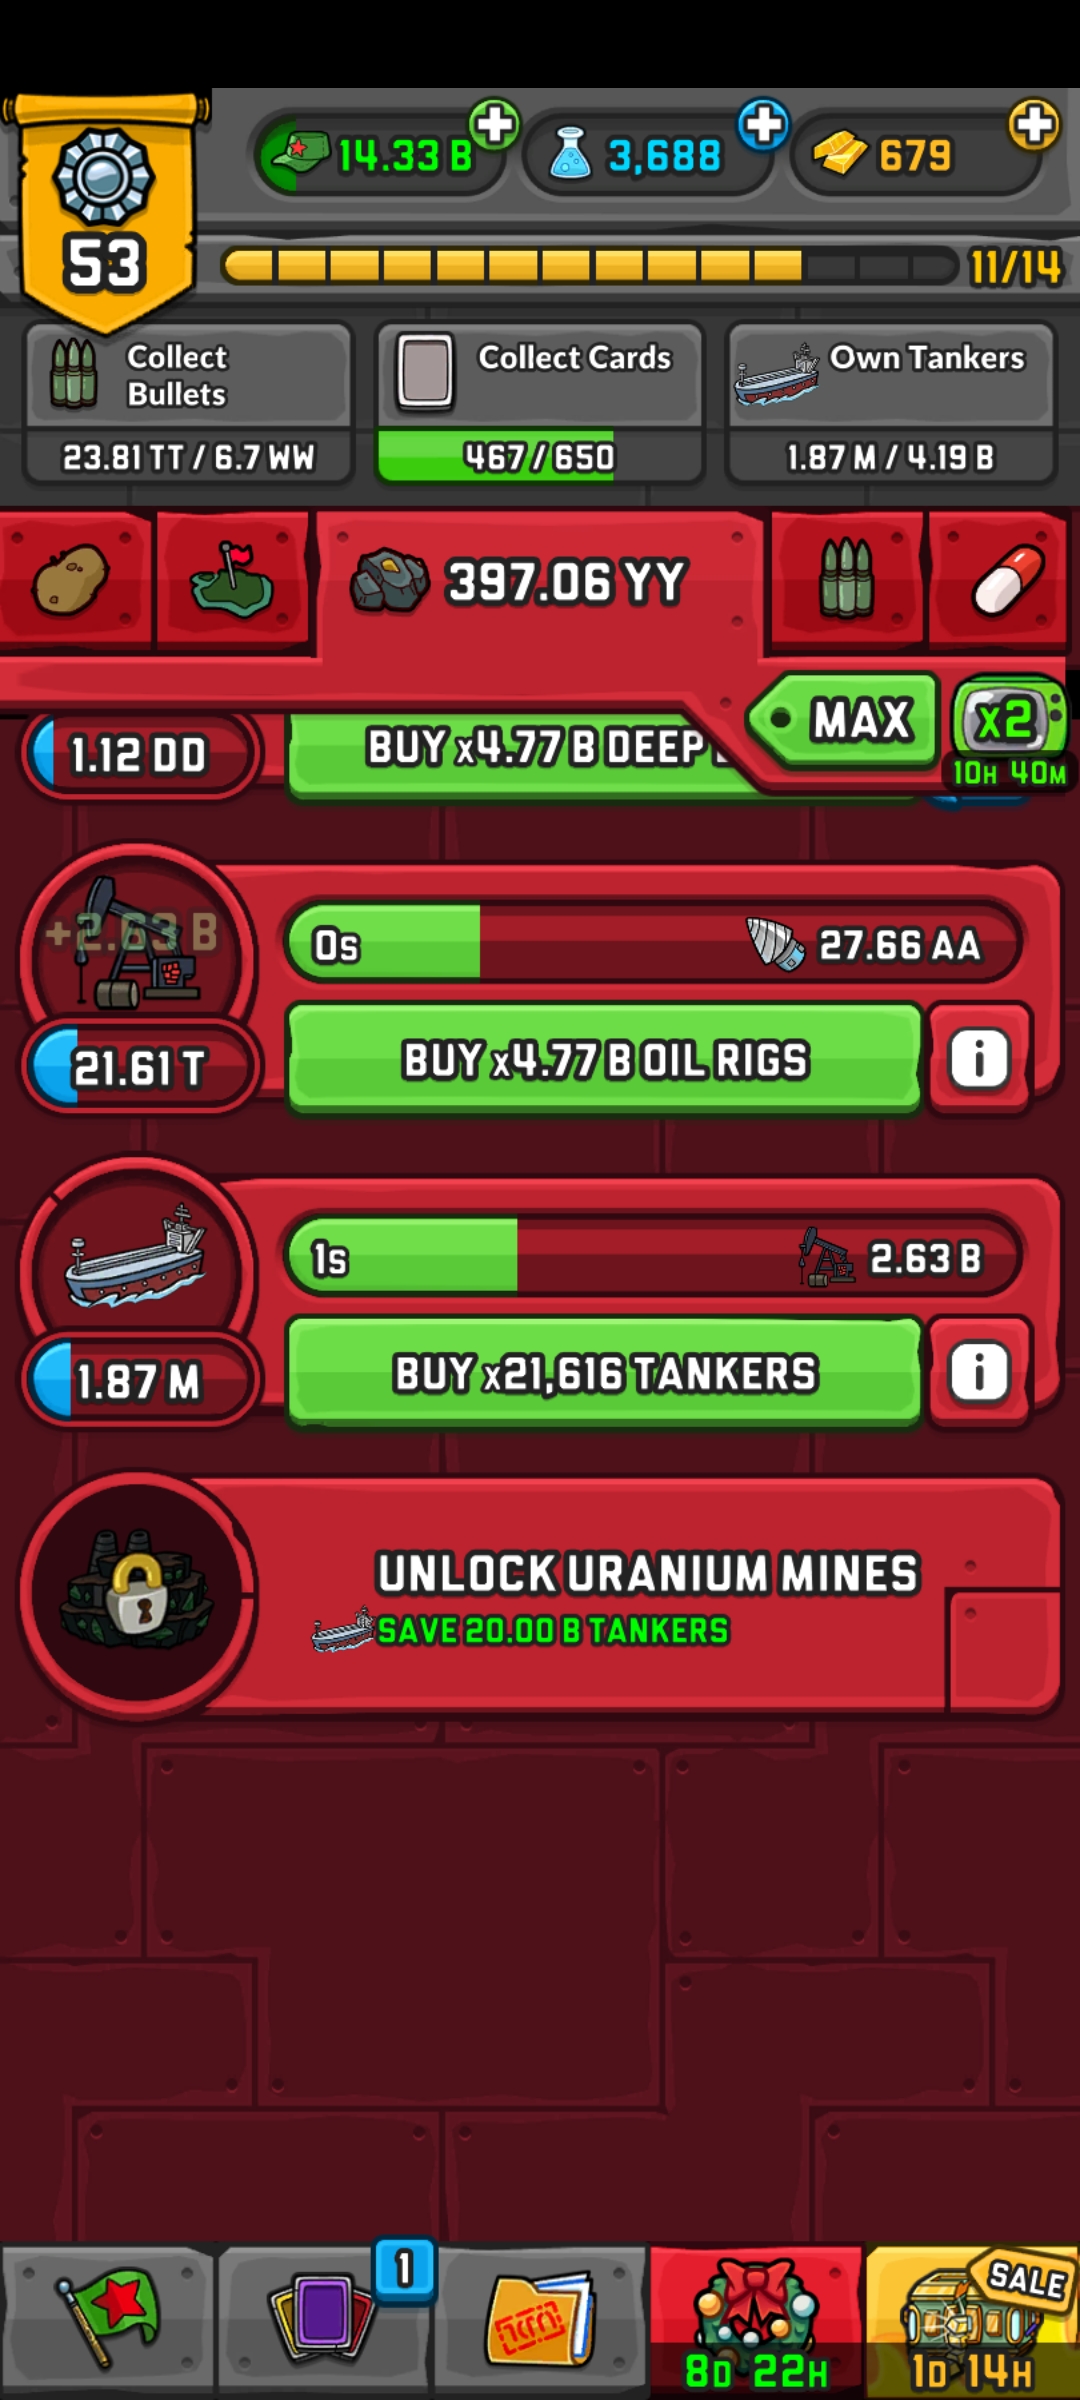 14.33 B
3,688
679
53
11/14
Collect
Bullets
Collect Cards
Own Tankers
23.81 TT / 6.7 WW
467 / 650
1.87 M / 4.19 B
397.06 YY
MAX
x2
10H 40M
1.12 DD
BUY x4.77 B DEEP
+2.63 B
0s
27.66 AA
21.61 T
BUY x4.77 B OIL RIGS
i
1s
2.63 B
1.87 M
BUY x21,616 TANKERS
i
UNLOCK URANIUM MINES
SAVE 20.00 B TANKERS
1
SALE
8D 22H
1D 14H